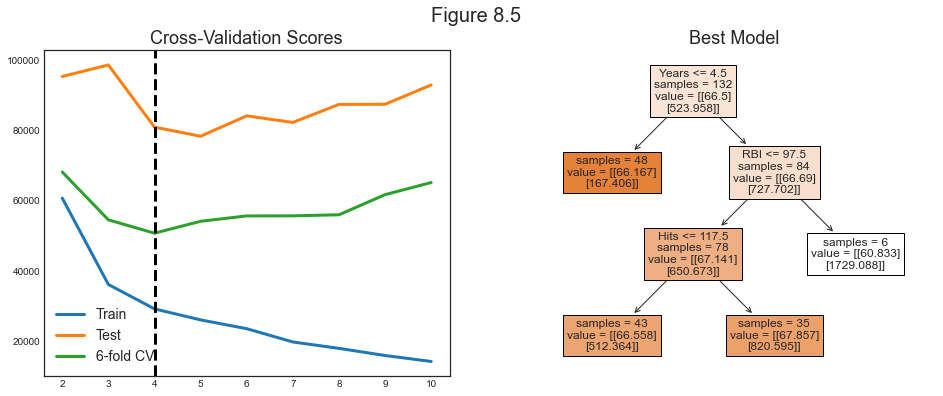 Figure 8.5
Cross-Validation Scores
100000
80000
60000
40000
20000
Train
Test
6-fold CV
2 3 4 5 6 7 8 9 10
Best Model
Years <= 4.5
samples = 132
value = [[66.5]
[523.958]]
samples = 48
value = [[66.167]
[167.406]]
RBI <= 97.5
samples = 84
value = [[66.69]
[727.702]]
Hits <= 117.5
samples = 78
value = [[67.141]
[650.673]]
samples = 6
value = [[60.833]
[1729.088]]
samples = 43
value = [[66.558]
[512.364]]
samples = 35
value = [[67.857]
[820.595]]